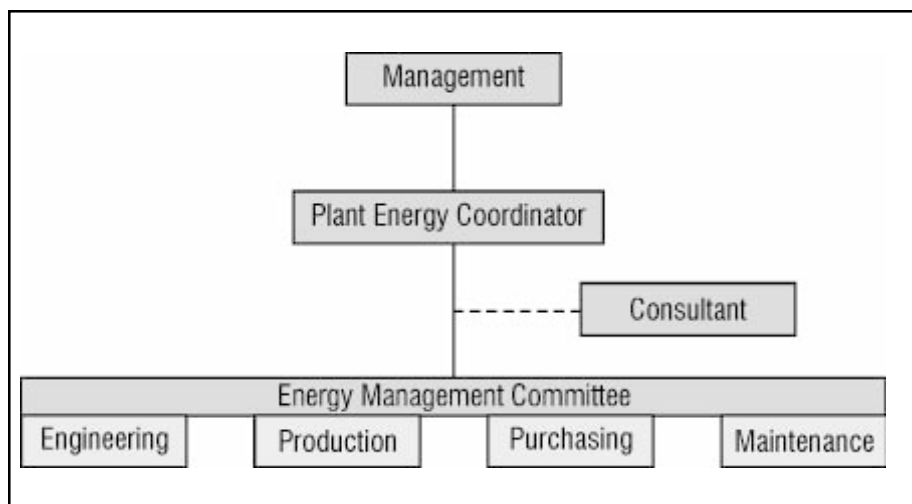 Management
Plant Energy Coordinator
Consultant
Energy Management Committee
Engineering
Production
Purchasing
Maintenance